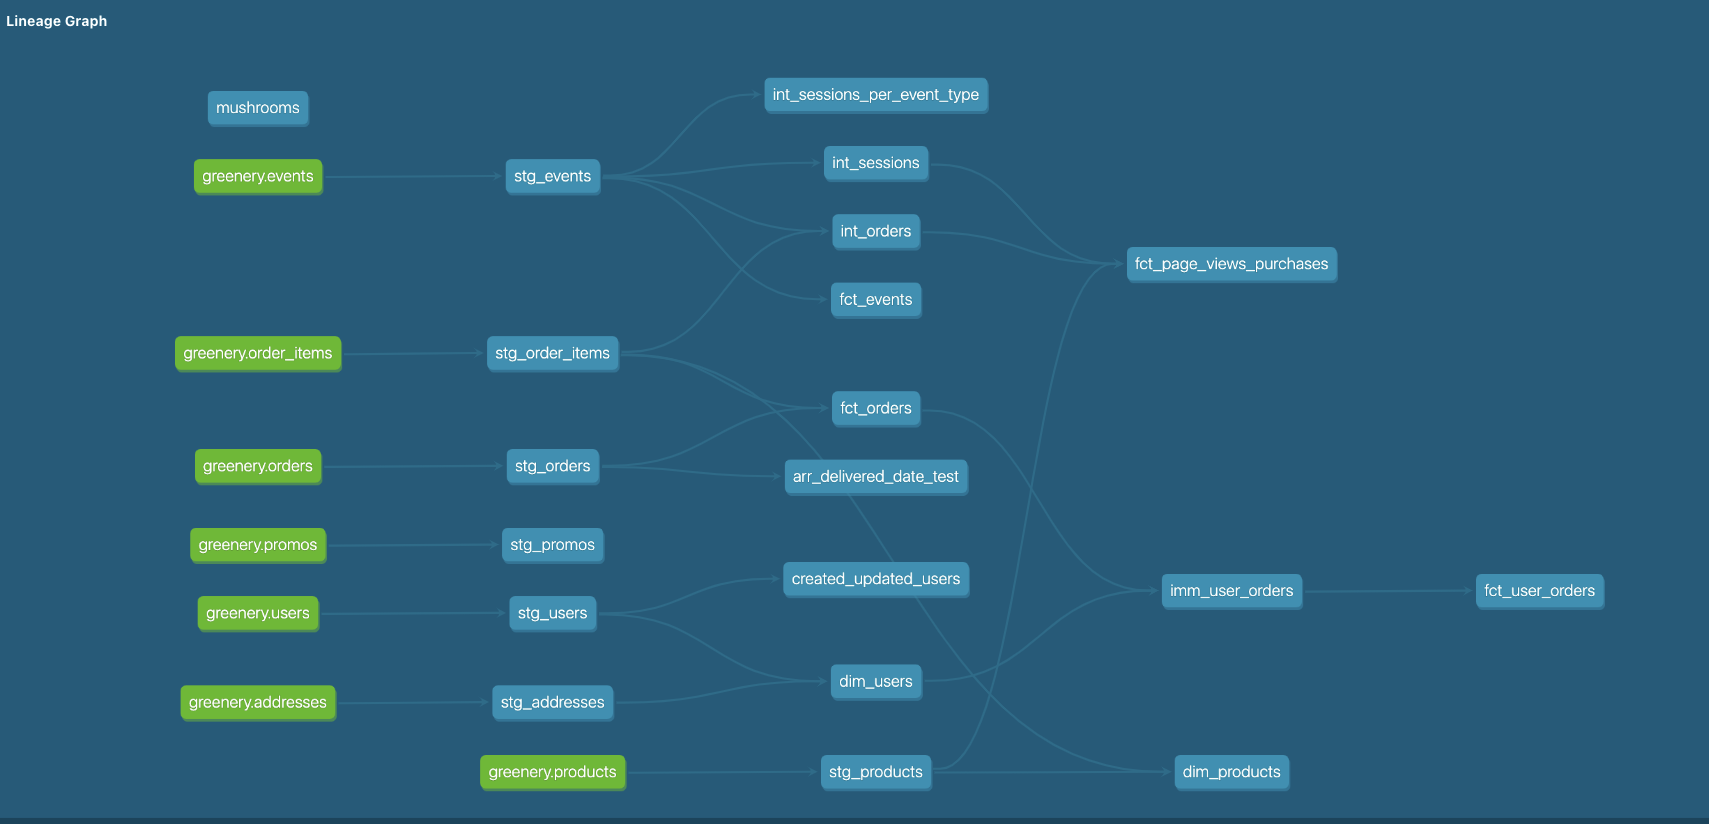 Lineage Graph
mushrooms
int_sessions_per_event_type
greenery.events
stg_events
int_sessions
int_orders
fct_page_views_purchases
fct_events
greenery.order_items
stg_order_items
fct_orders
greenery.orders
stg_orders
arr_delivered_date_test
greenery.promos
stg_promos
created_updated_users
imm_user_orders
fct_user_orders
greenery.users
stg_users
dim_users
greenery.addresses
stg_addresses
greenery.products
stg_products
dim_products